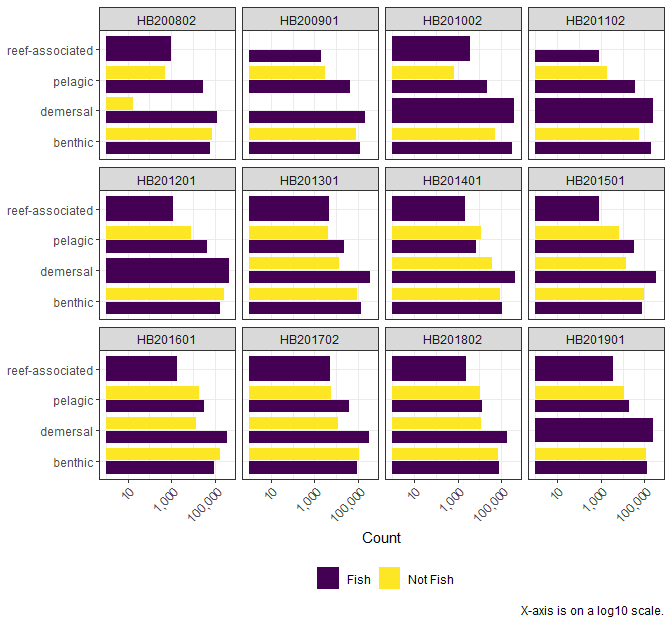 HB200802 HB200901 HB201002 HB201102
reef-associated
pelagic
demersal
benthic
HB201201 HB201301 HB201401 HB201501
reef-associated
pelagic
demersal
benthic
HB201601 HB201702 HB201802 HB201901
reef-associated
pelagic
demersal
benthic
10 1,000 100,000 10 1,000 100,000 10 1,000 100,000 10 1,000 100,000
Count
Fish Not Fish
X-axis is on a log10 scale.